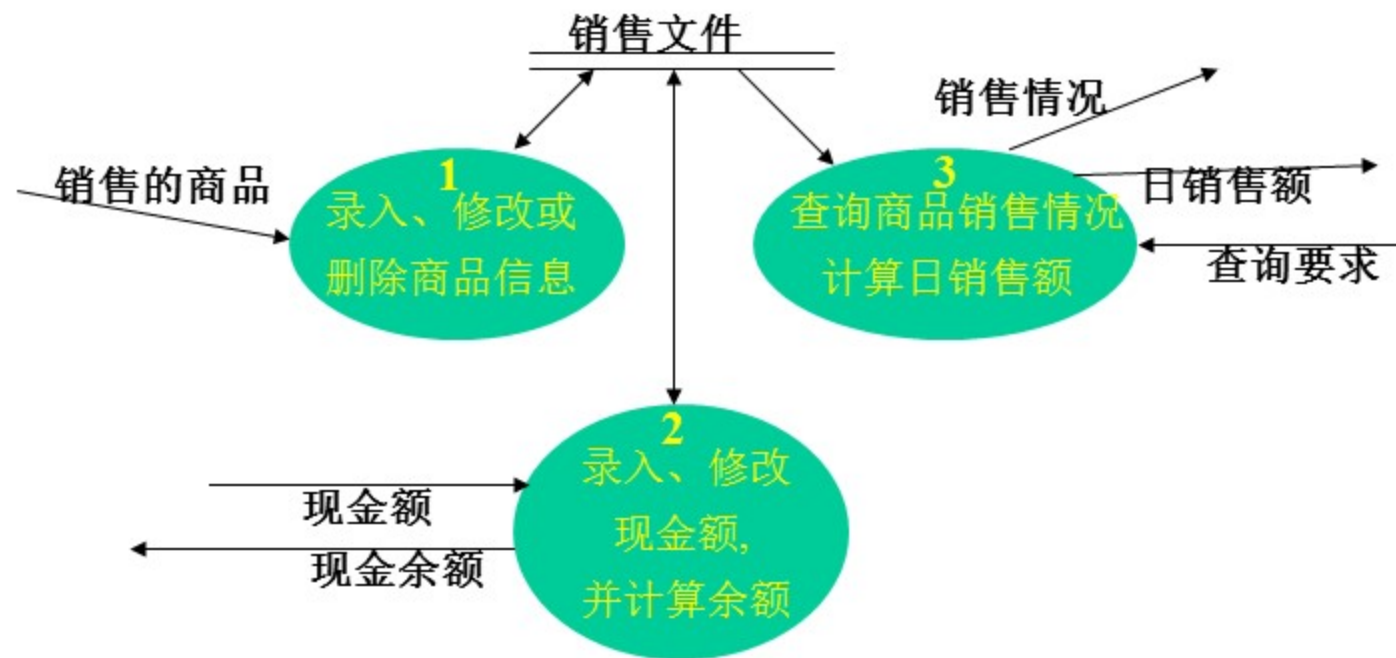 销售文件
销售情况
销售的商品
1
录入、修改或
删除商品信息
3
查询商品销售情况
计算日销售额
日销售额
查询要求
2
录入、修改
现金额,
并计算余额
现金额
现金余额